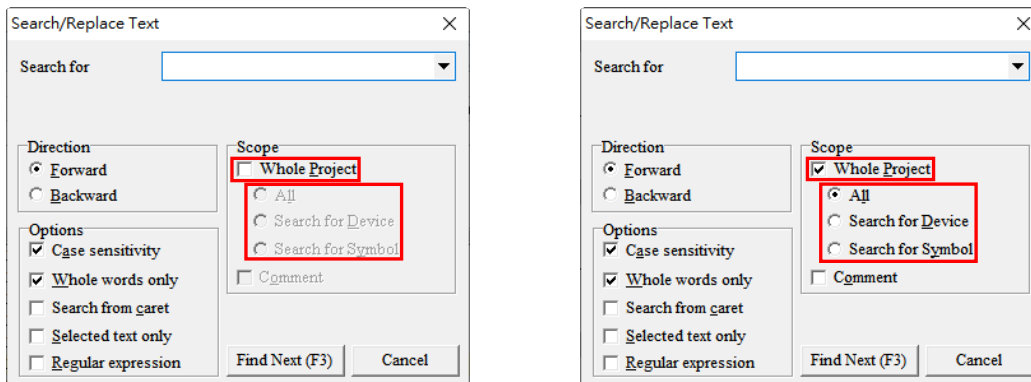 Search/Replace Text
Search for
Direction
Forward
Backward
Scope
Whole Project
All
Search for Device
Search for Symbol
Comment
Options
Case sensitivity
Whole words only
Search from caret
Selected text only
Regular expression
Find Next (F3)
Cancel
Search/Replace Text
Search for
Direction
Forward
Backward
Scope
Whole Project
All
Search for Device
Search for Symbol
Comment
Options
Case sensitivity
Whole words only
Search from caret
Selected text only
Regular expression
Find Next (F3)
Cancel